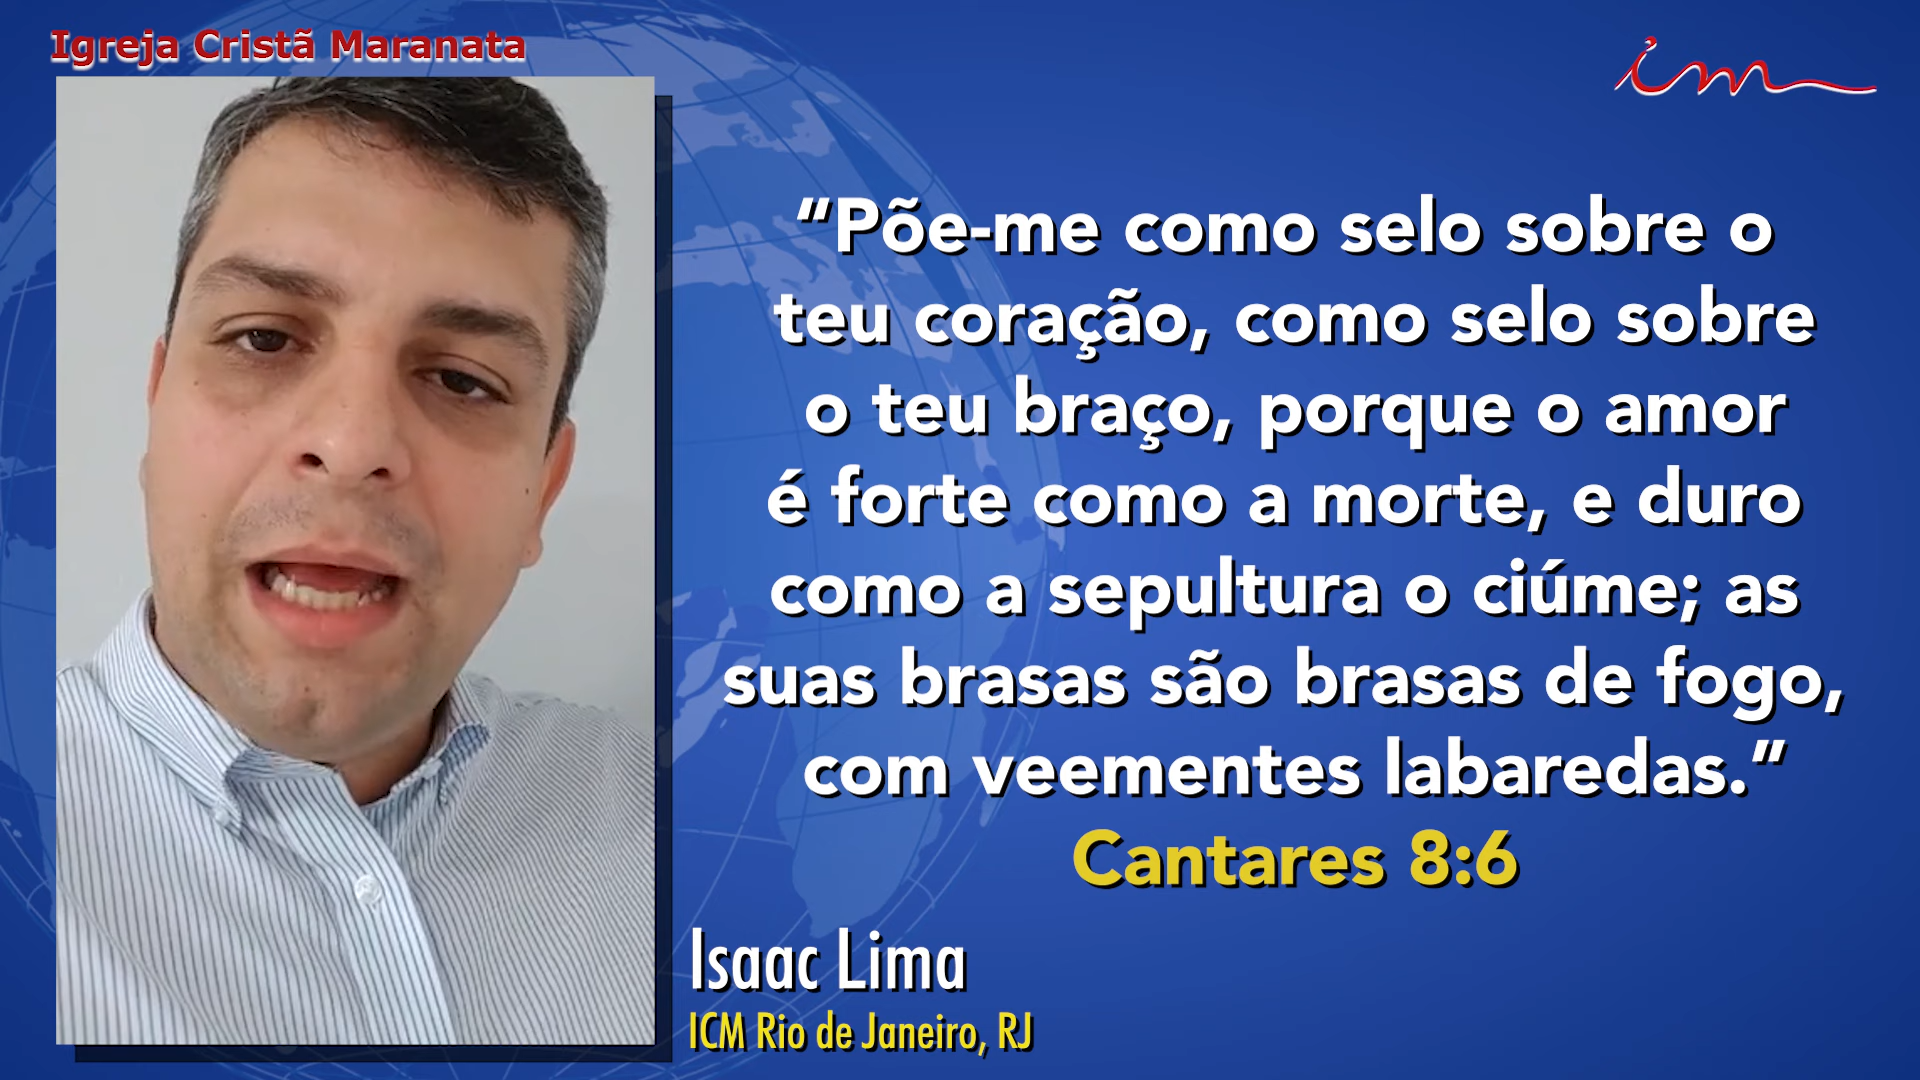 Igreja Cristã Maranata
im
“Põe-me como selo sobre o
teu coração, como selo sobre
o teu braço, porque o amor
é forte como a morte, e duro
como a sepultura o ciúme; as
suas brasas são brasas de fogo,
com veementes labaredas.”
Cantares 8:6
Isaac Lima
ICM Rio de Janeiro, RJ